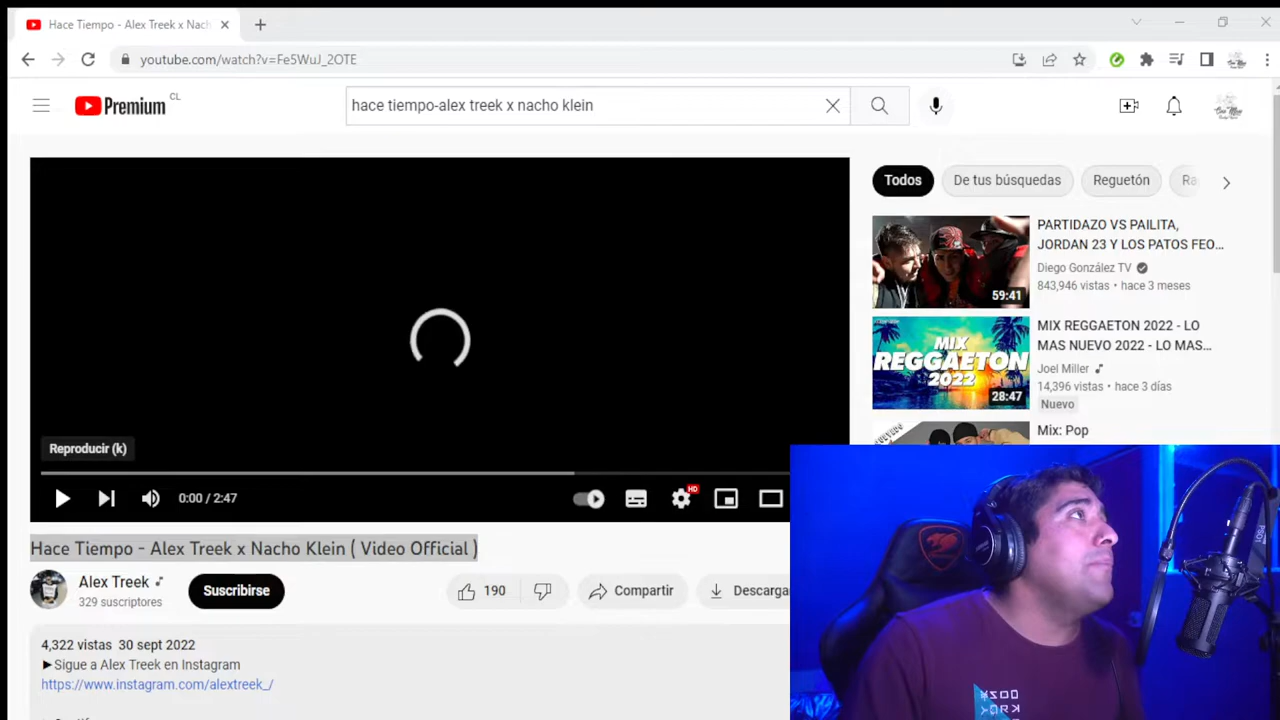 Hace Tiempo - Alex Treek x Nach
youtube.com/watch?v=Fe5WuJ_2OTE
Premium CL
hace tiempo-alex treek x nacho klein
Todos
De tus búsquedas
Reguetón
Ra
PARTIDAZO VS PAILITA,
JORDAN 23 Y LOS PATOS FEO...
Diego González TV
843,946 vistas • hace 3 meses
59:41
MIX REGGAETON 2022 - LO
MAS NUEVO 2022 - LO MAS...
Joel Miller
14,396 vistas • hace 3 días
Nuevo
MIX
REGGAETON
2022
28:47
Mix: Pop
Reproducir (k)
0:00 / 2:47
HD
Hace Tiempo - Alex Treek x Nacho Klein ( Video Official )
Alex Treek
329 suscriptores
Suscribirse
190
Compartir
Descarga
4,322 vistas 30 sept 2022
►Sigue a Alex Treek en Instagram
https://www.instagram.com/alextreek_/